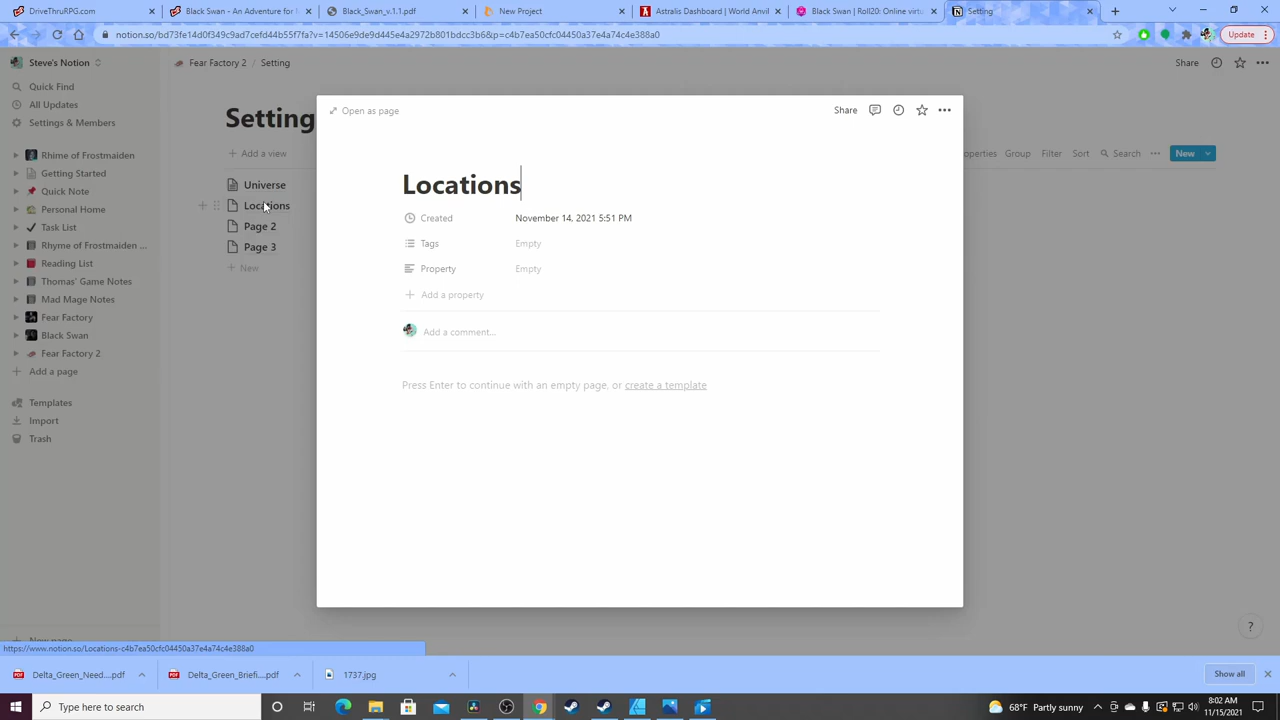 DriveThruRPG.com
Black Swan - An Adventure for
Black_Swan_v.1.1.pdf
New Project
Astralis Dashboard | World Anvil
Black Swan | Roll20: Online virtu
Setting
notion.so/bd73fe14d0f349c9ad7cefd44b55f7fa?v=14506e9de9d445e4a2972b801bdcc3b6&p=c4b7ea50cfc04450a37e4a74c4e388a0
Update
Steve's Notion
Fear Factory 2 / Setting
Share
Quick Find
All Updates
Settings & Members
Rhime of Frostmaiden
Getting Started
Quick Note
Personal Home
Task List
Rhyme of Frostmaiden ...
Reading List
Thomas' Game Notes
Mad Mage Notes
Fear Factory
Black Swan
Fear Factory 2
Add a page
Templates
Import
Trash
New page
Setting
Add a view
Universe
Locations
Page 2
Page 3
New
operties
Group
Filter
Sort
Search
New
Open as page
Share
Locations
Created
November 14, 2021 5:51 PM
Tags
Empty
Property
Empty
Add a property
Add a comment...
Press Enter to continue with an empty page, or create a template
?
https://www.notion.so/Locations-c4b7ea50cfc04450a37e4a74c4e388a0
Delta_Green_Need....pdf
Delta_Green_Briefi....pdf
1737.jpg
Show all
Type here to search
68°F Partly sunny
8:02 AM
11/15/2021